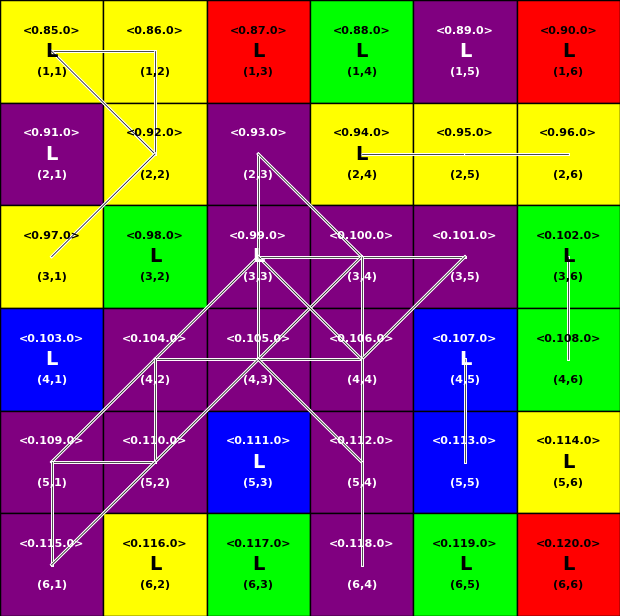 <0.85.0> <0.86.0> <0.87.0> <0.88.0> <0.89.0> <0.90.0>
L L L L L
(1,1) (1,2) (1,3) (1,4) (1,5) (1,6)
<0.91.0> <0.92.0> <0.93.0> <0.94.0> <0.95.0> <0.96.0>
L L
(2,1) (2,2) (2,3) (2,4) (2,5) (2,6)
<0.97.0> <0.98.0> <0.99.0> <0.100.0> <0.101.0> <0.102.0>
L L L
(3,1) (3,2) (3,3) (3,4) (3,5) (3,6)
<0.103.0> <0.104.0> <0.105.0> <0.106.0> <0.107.0> <0.108.0>
L L
(4,1) (4,2) (4,3) (4,4) (4,5) (4,6)
<0.109.0> <0.110.0> <0.111.0> <0.112.0> <0.113.0> <0.114.0>
L L
(5,1) (5,2) (5,3) (5,4) (5,5) (5,6)
<0.115.0> <0.116.0> <0.117.0> <0.118.0> <0.119.0> <0.120.0>
L L L L
(6,1) (6,2) (6,3) (6,4) (6,5) (6,6)